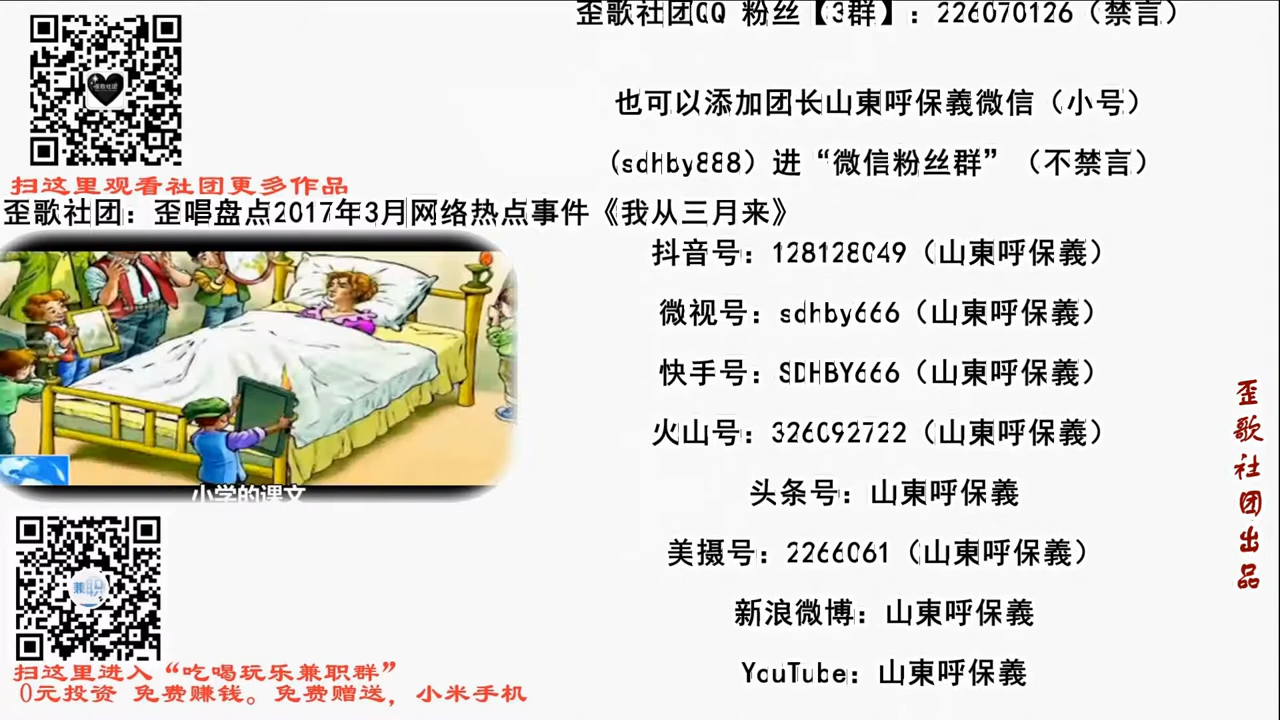 歪歌社团QQ 粉丝【3群】：226070126（禁言）
也可以添加团长山東呼保義微信（小号）
（sdhby888）进“微信粉丝群”（不禁言）
扫这里观看社团更多作品
歪歌社团：歪唱盘点2017年3月网络热点事件《我从三月来》
抖音号：128128049（山東呼保義）
微视号：sdhby666（山東呼保義）
快手号：SDHBY666（山東呼保義）
火山号：326092722（山東呼保義）
头条号：山東呼保義
美摄号：2266061（山東呼保義）
新浪微博：山東呼保義
YouTube：山東呼保義
小学的课文
歪歌社团出品
扫这里进入“吃喝玩乐兼职群”
0元投资 免费赚钱。免费赠送，小米手机